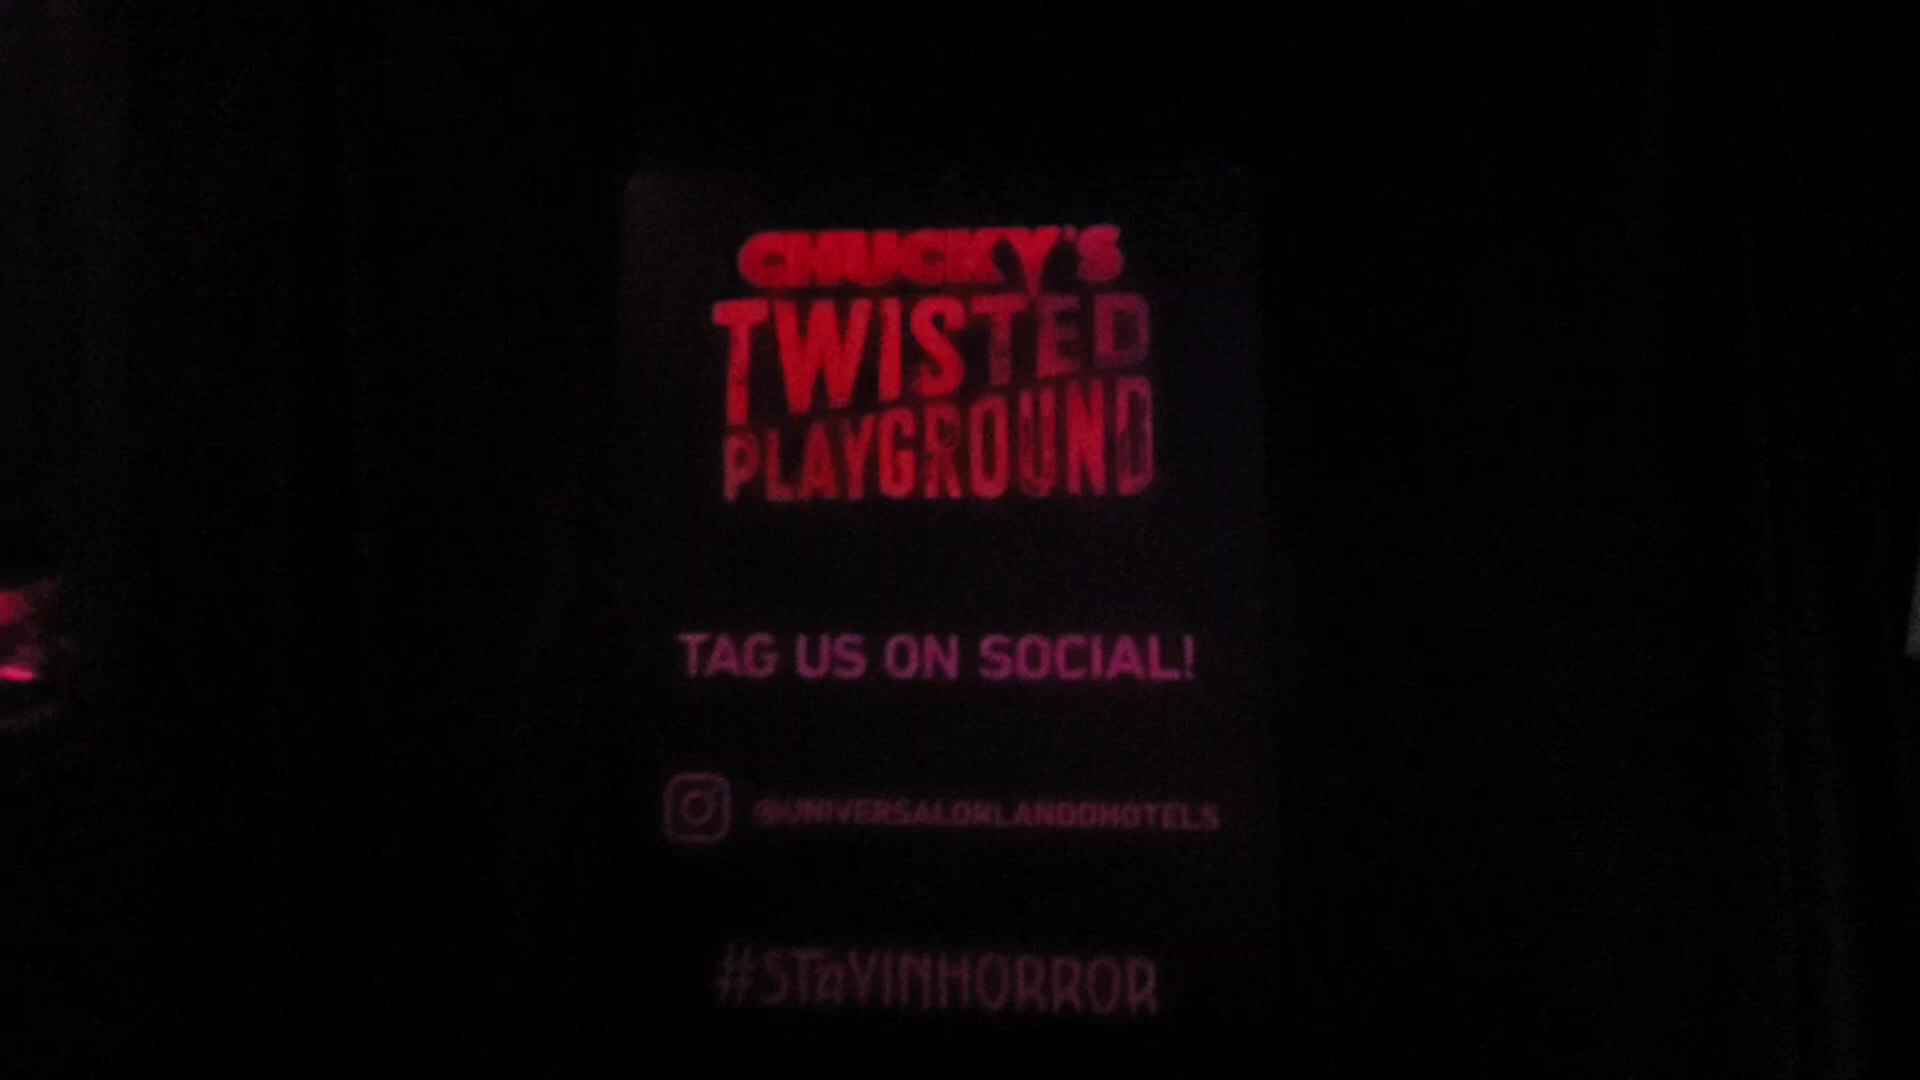 CHUCKY'S
TWISTED
PLAYGROUND
TAG US ON SOCIAL!
@UNIVERSALORLANDOHOTELS
#STaYINHORROR